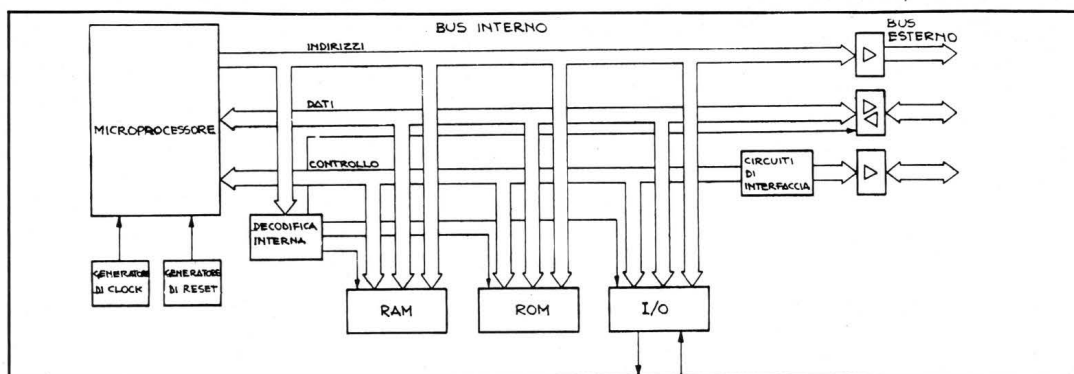 BUS INTERNO
BUS
ESTERNO
INDIRIZZI
DATI
MICROPROCESSORE
CONTROLLO
CIRCUITI
DI
INTERFACCIA
DECODIFICA
INTERNA
GENERATORE
DI CLOCK
GENERATORE
DI RESET
RAM
ROM
I/O